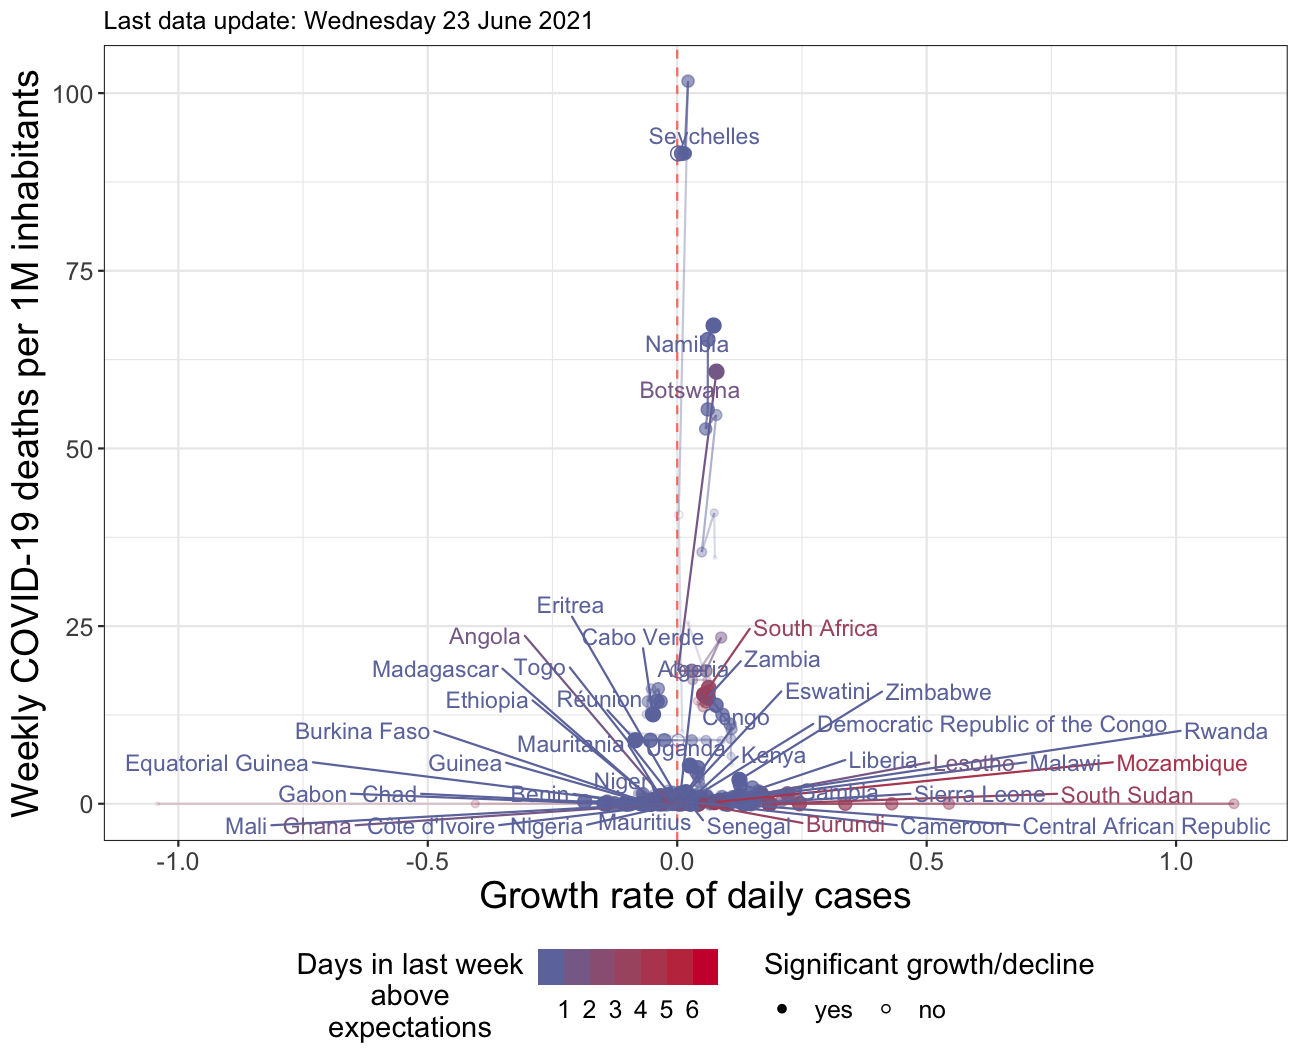 Last data update: Wednesday 23 June 2021
Weekly COVID-19 deaths per 1M inhabitants
100
75
50
25
0
Seychelles
Namibia
Botswana
Eritrea
Angola
Cabo Verde
South Africa
Madagascar
Togo
Algeria
Zambia
Ethiopia
Réunion
Eswatini
Zimbabwe
Congo
Democratic Republic of the Congo
Burkina Faso
Rwanda
Mauritania
Uganda
Kenya
Equatorial Guinea
Guinea
Liberia
Lesotho
Malawi
Mozambique
Niger
Gabon
Chad
Benin
Gambia
Sierra Leone
South Sudan
Mali
Ghana
Côte d'Ivoire
Nigeria
Mauritius
Senegal
Burundi
Cameroon
Central African Republic
-1.0
-0.5
0.0
0.5
1.0
Growth rate of daily cases
Days in last week
above
expectations
1 2 3 4 5 6
Significant growth/decline
yes
no